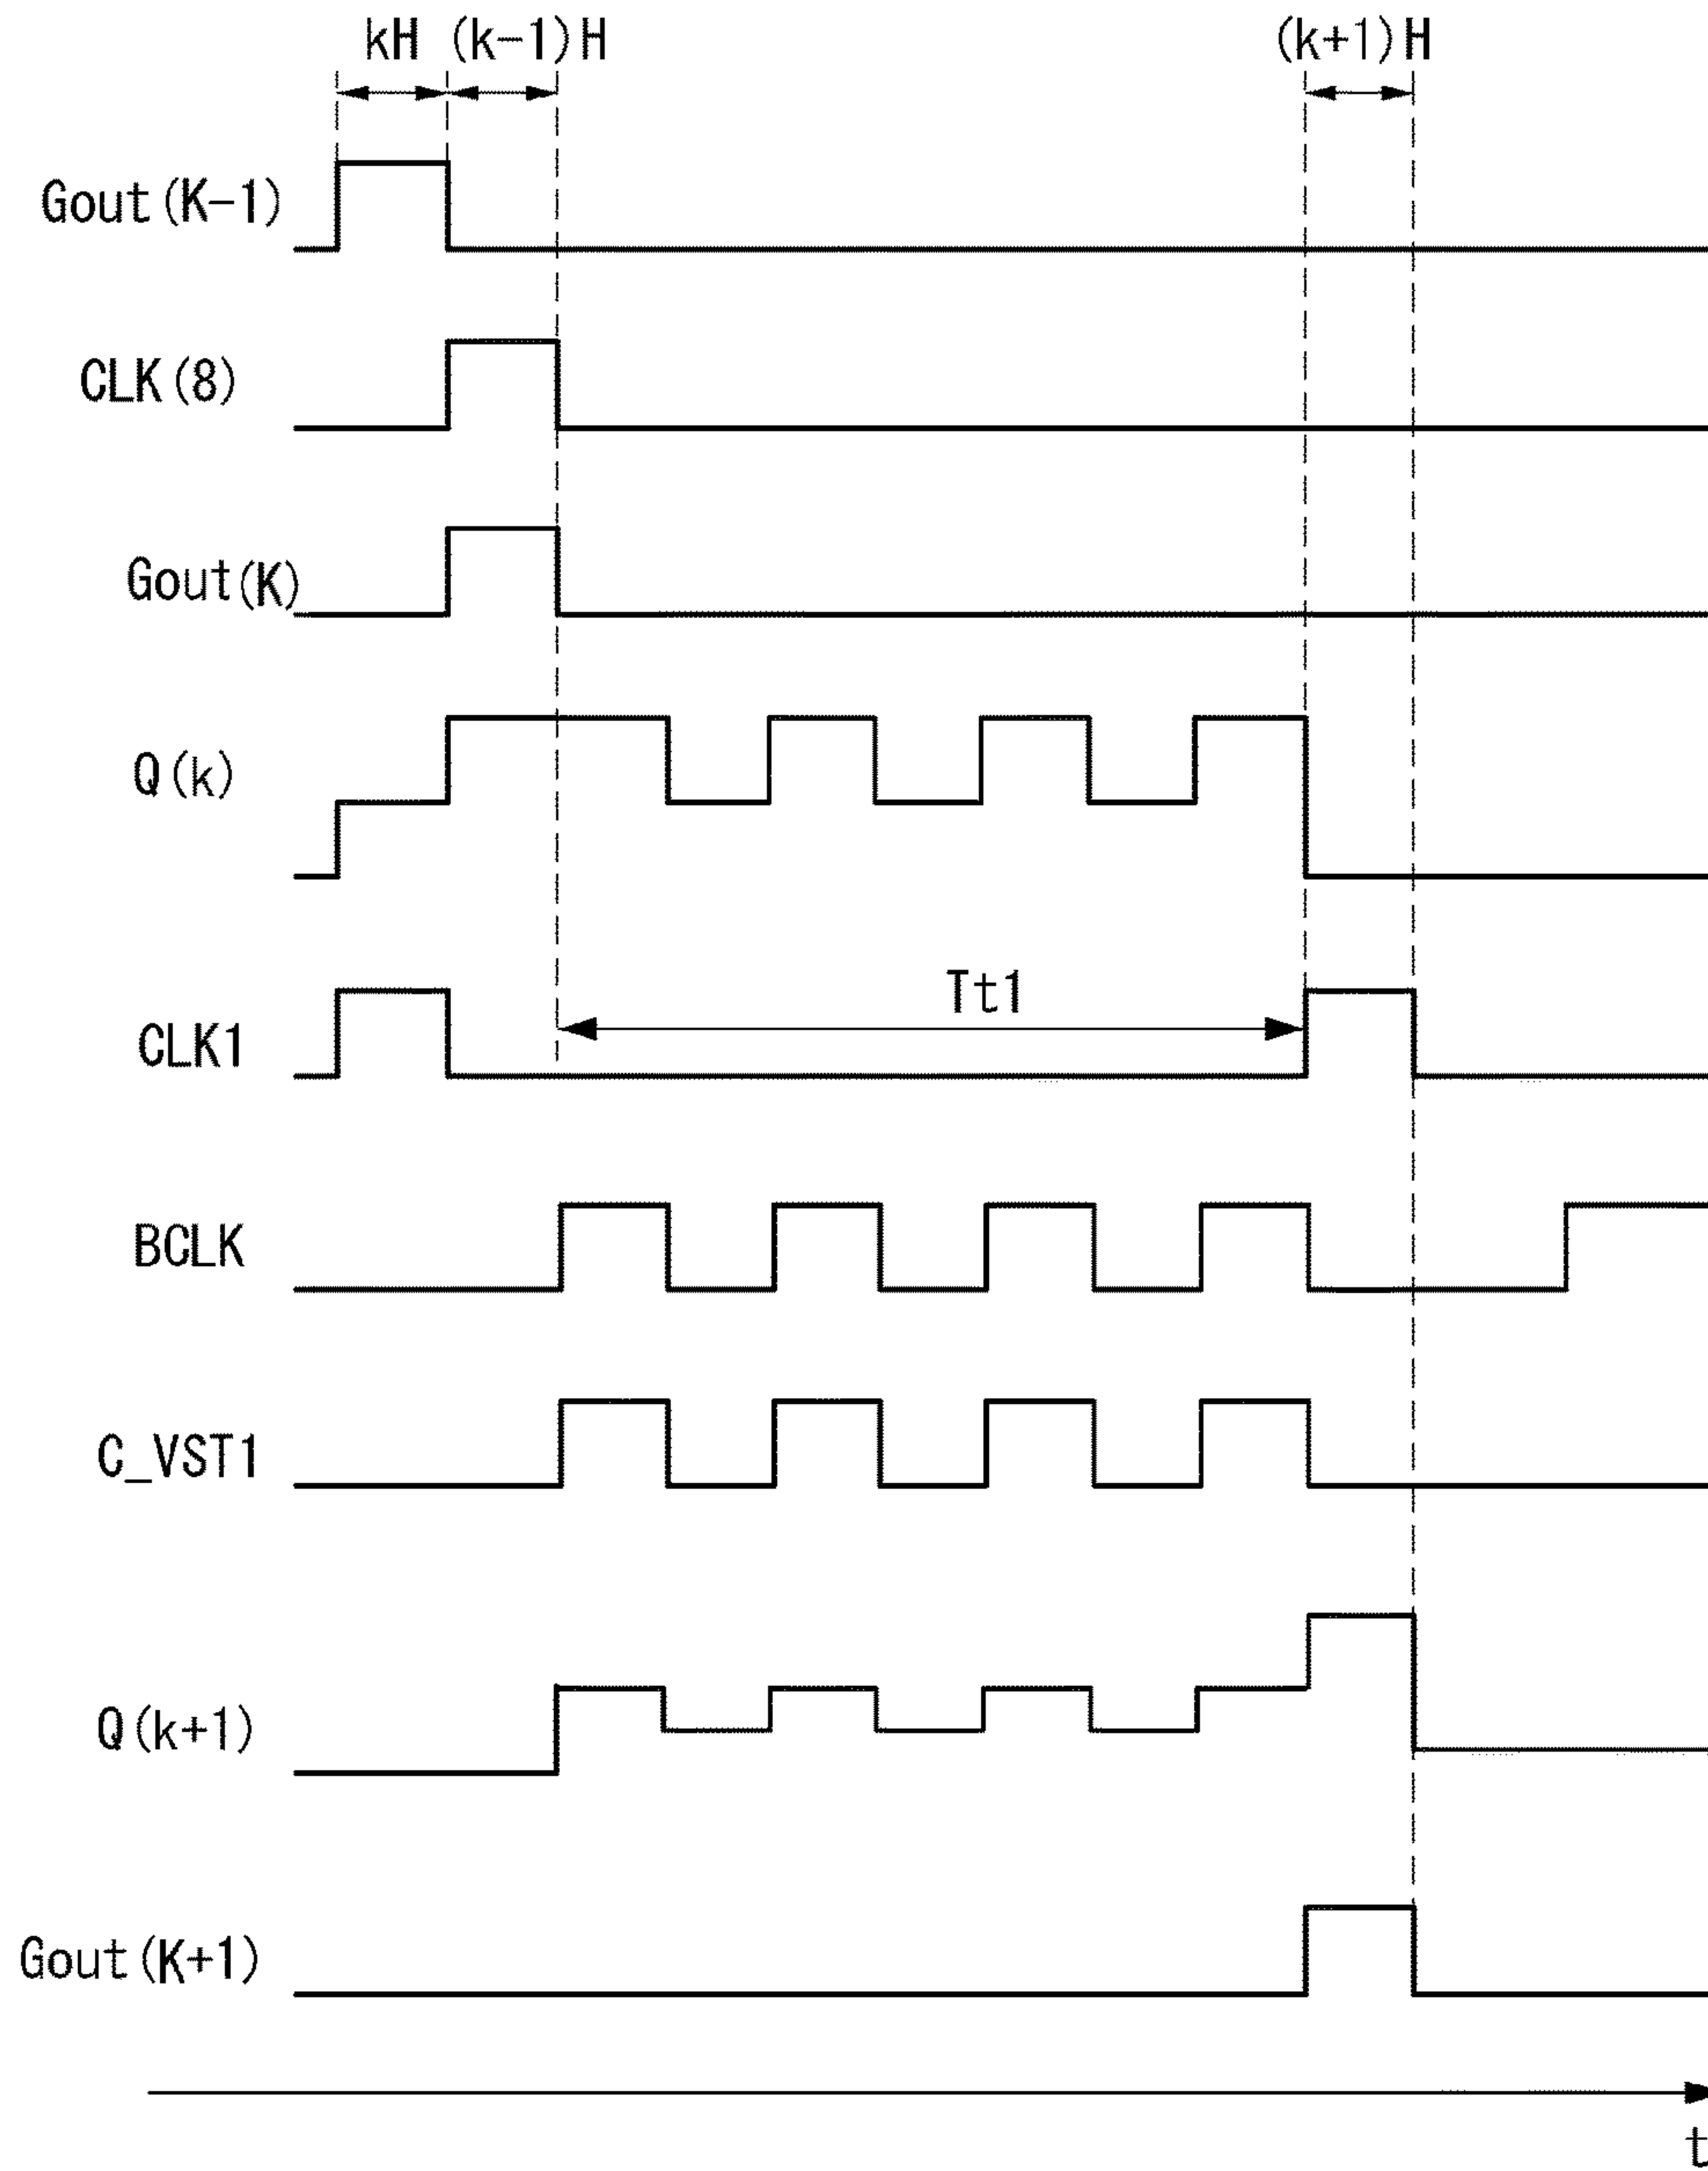 kH (k-1)H (k+1)H
Gout(K-1)
CLK(8)
Gout(K)
Q(k)
Tt1
CLK1
BCLK
C_VST1
Q(k+1)
Gout(K+1)
t